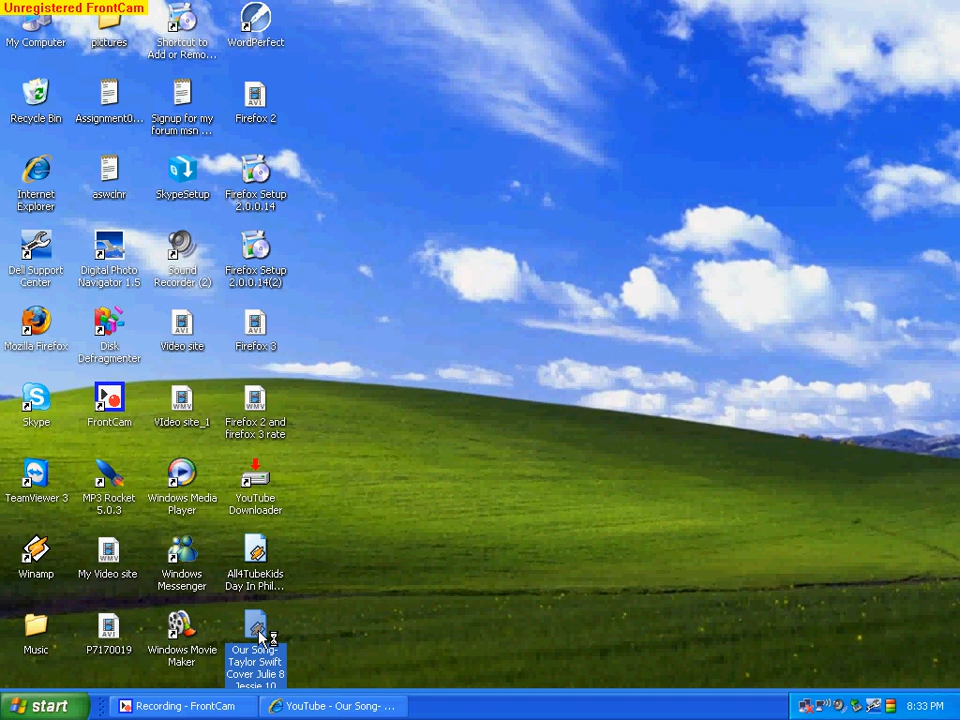 Unregistered FrontCam
My Computer
pictures
Shortcut to
Add or Remo...
WordPerfect
Recycle Bin
Assignment0...
Signup for my
forum msn ...
Firefox 2
Internet
Explorer
aswclnr
SkypeSetup
Firefox Setup
2.0.0.14
Dell Support
Center
Digital Photo
Navigator 1.5
Sound
Recorder (2)
Firefox Setup
2.0.0.14(2)
Mozilla Firefox
Disk
Defragmenter
Video site
Firefox 3
Skype
FrontCam
VIdeo site_1
Firefox 2 and
firefox 3 rate
TeamViewer 3
MP3 Rocket
5.0.3
Windows Media
Player
YouTube
Downloader
Winamp
My Video site
Windows
Messenger
All4TubeKids
Day In Phil...
Music
P7170019
Windows Movie
Maker
Our Song-
Taylor Swift
Cover Julie 8
Jessie 10
start
Recording - FrontCam
YouTube - Our Song- ...
8:33 PM